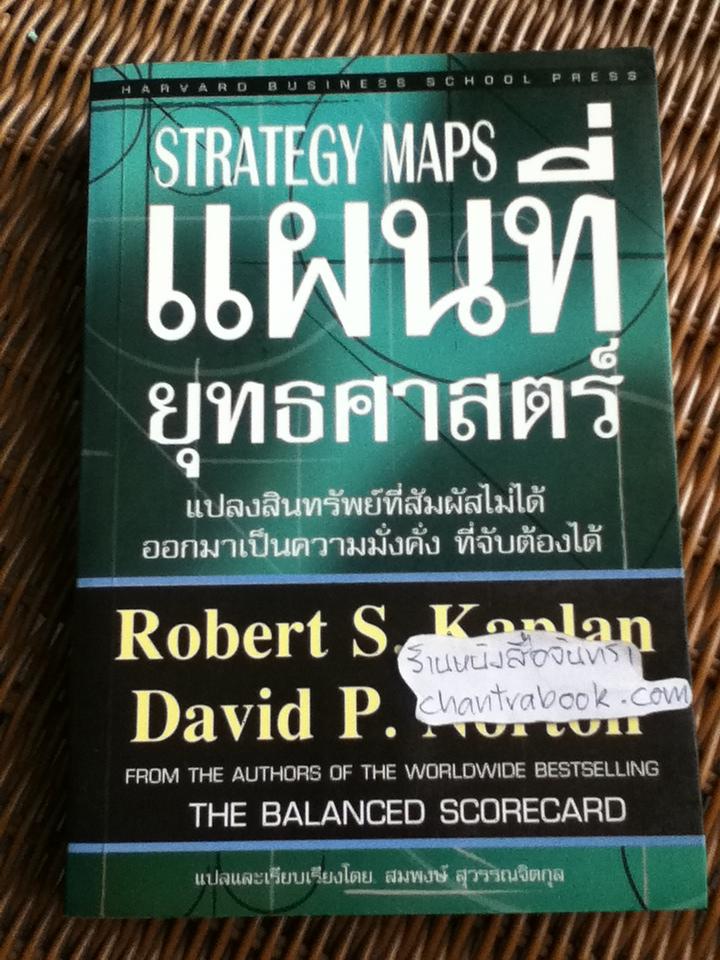 HARVARD BUSINESS SCHOOL PRESS
STRATEGY MAPS
แผนที่
ยุทธศาสตร์
แปลงสินทรัพย์ที่สัมผัสไม่ได้
ออกมาเป็นความมั่งคั่ง ที่จับต้องได้
Robert S. Kaplan
ร้านหนังสือจันทรา
chantrabook.com
David P. Norton
FROM THE AUTHORS OF THE WORLDWIDE BESTSELLING
THE BALANCED SCORECARD
แปลและเรียบเรียงโดย สมพงษ์ สุวรรณจิตกุล